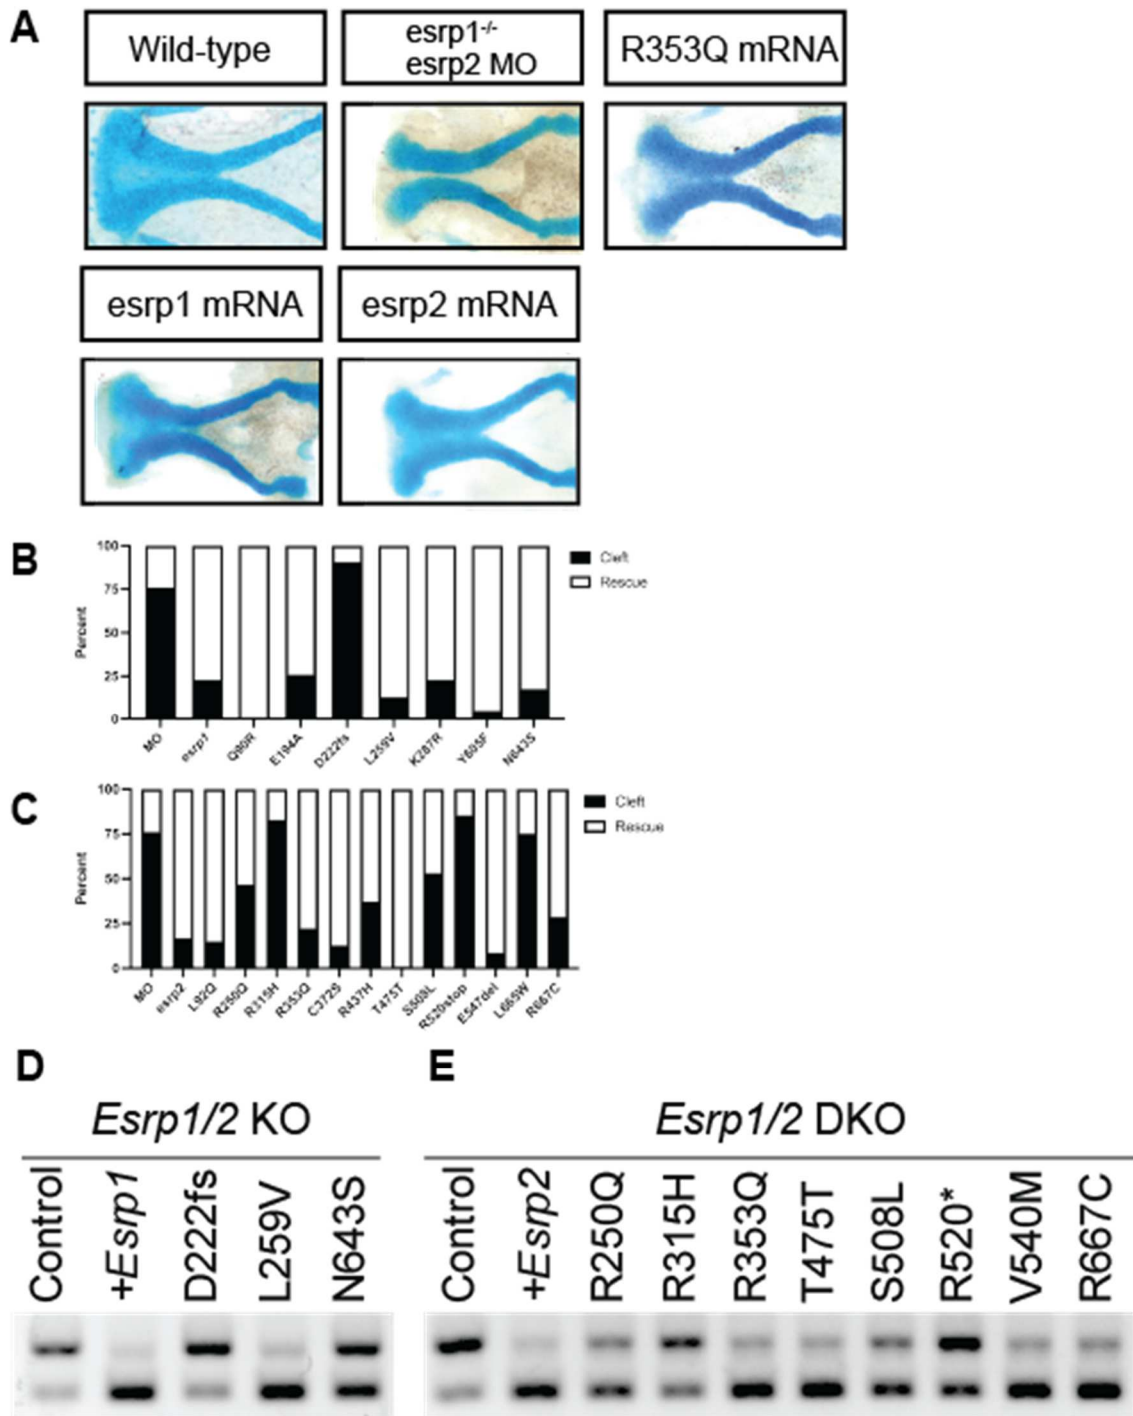 A
Wild-type
esrp1-/-
esrp2 MO
R353Q mRNA
esrp1 mRNA
esrp2 mRNA
B
100
75
50
25
0
Percent
MO
esrp1
Q90R
E194A
D222fs
L259V
K287R
Y605F
N643S
Cleft
Rescue
C
100
75
50
25
0
Percent
MO
esrp2
L92Q
R250Q
R315H
R353Q
C372S
R437H
T475T
S508L
R520stop
E547del
L665W
R667C
Cleft
Rescue
D
Esrp1/2 KO
Control
+Esrp1
D222fs
L259V
N643S
E
Esrp1/2 DKO
Control
+Esrp2
R250Q
R315H
R353Q
T475T
S508L
R520*
V540M
R667C